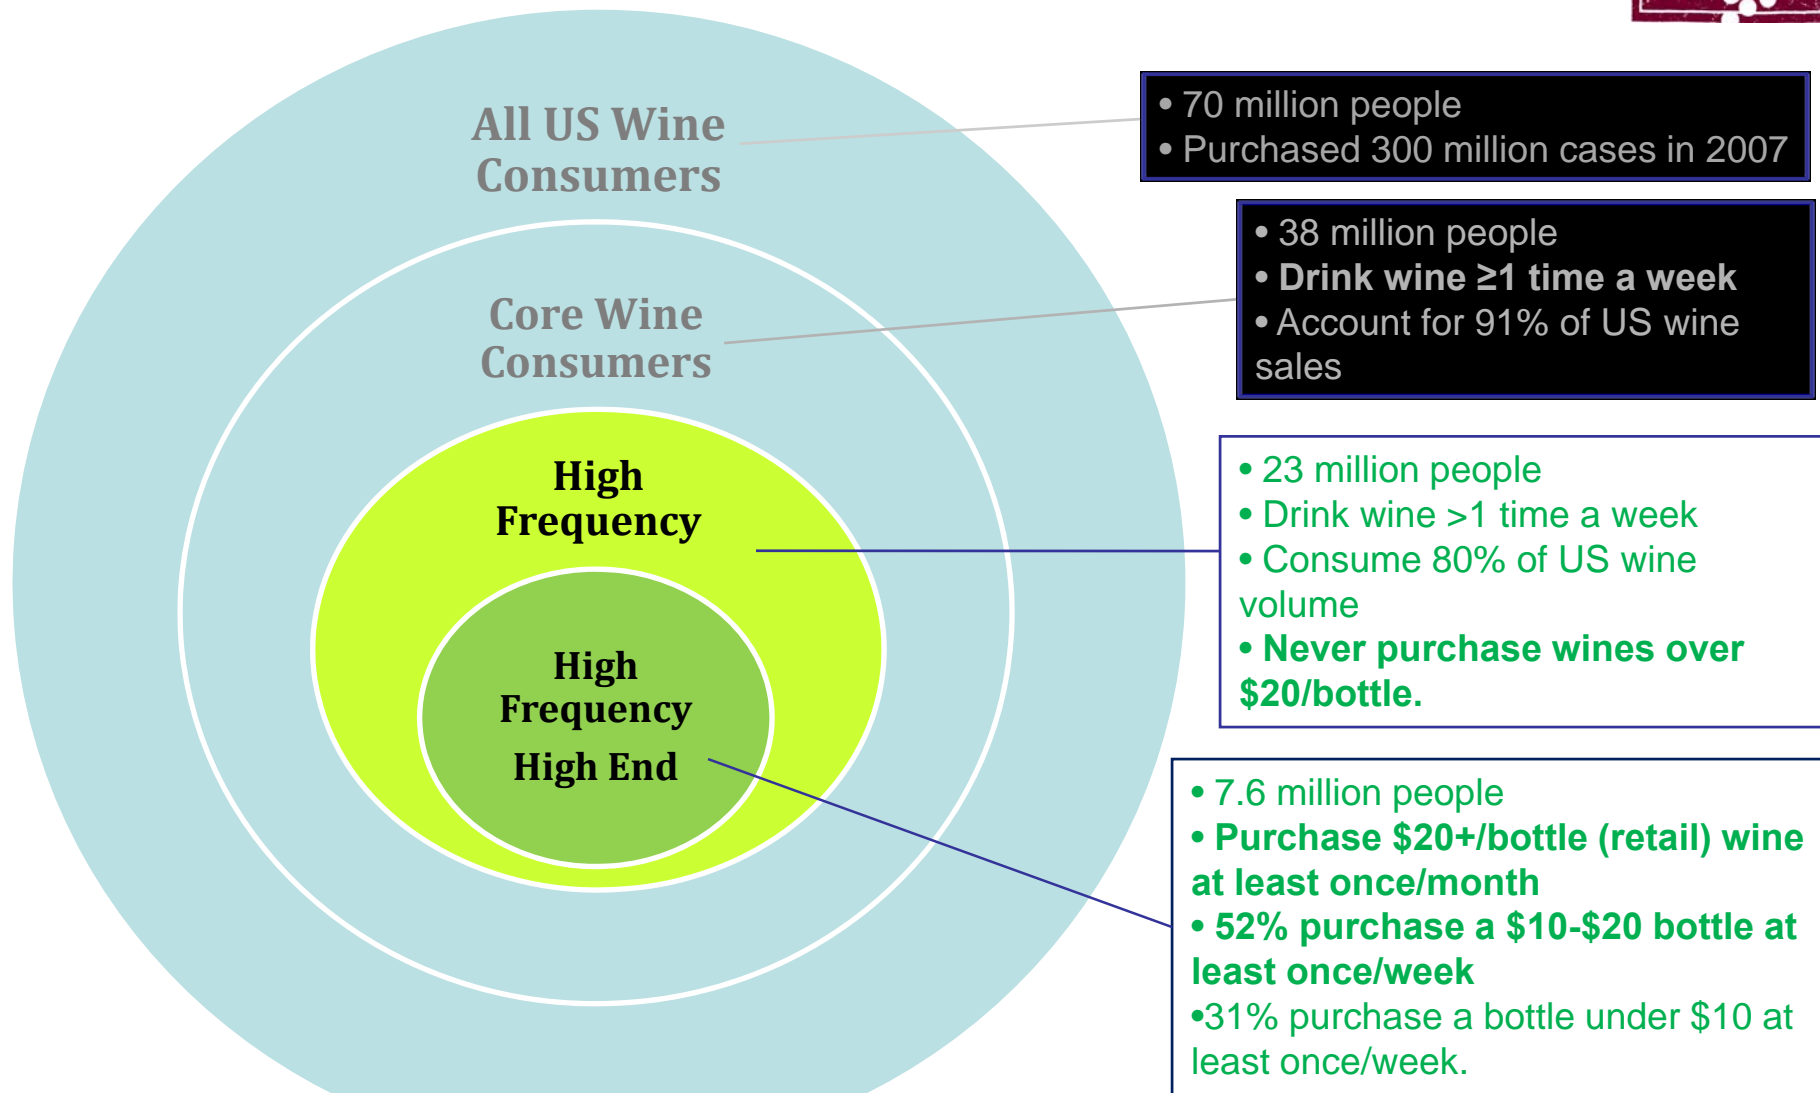 All US Wine
Consumers
• 70 million people
• Purchased 300 million cases in 2007
Core Wine
Consumers
• 38 million people
• Drink wine ≥1 time a week
• Account for 91% of US wine
sales
High
Frequency
• 23 million people
• Drink wine >1 time a week
• Consume 80% of US wine
volume
• Never purchase wines over
$20/bottle.
High
Frequency
High End
• 7.6 million people
• Purchase $20+/bottle (retail) wine
at least once/month
• 52% purchase a $10-$20 bottle at
least once/week
•31% purchase a bottle under $10 at
least once/week.